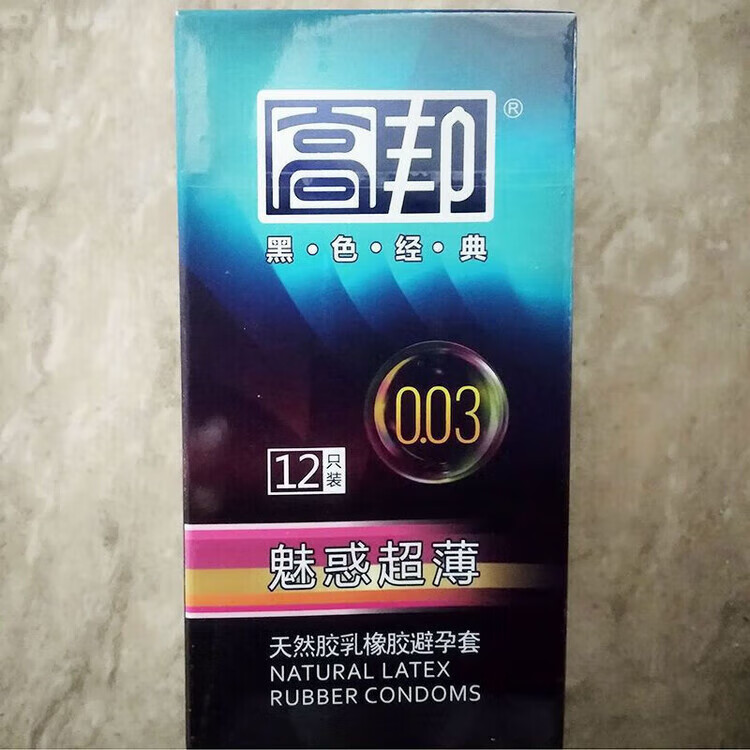 高邦®
黑·色·经·典
0.03
12只装
魅惑超薄
天然胶乳橡胶避孕套
NATURAL LATEX
RUBBER CONDOMS